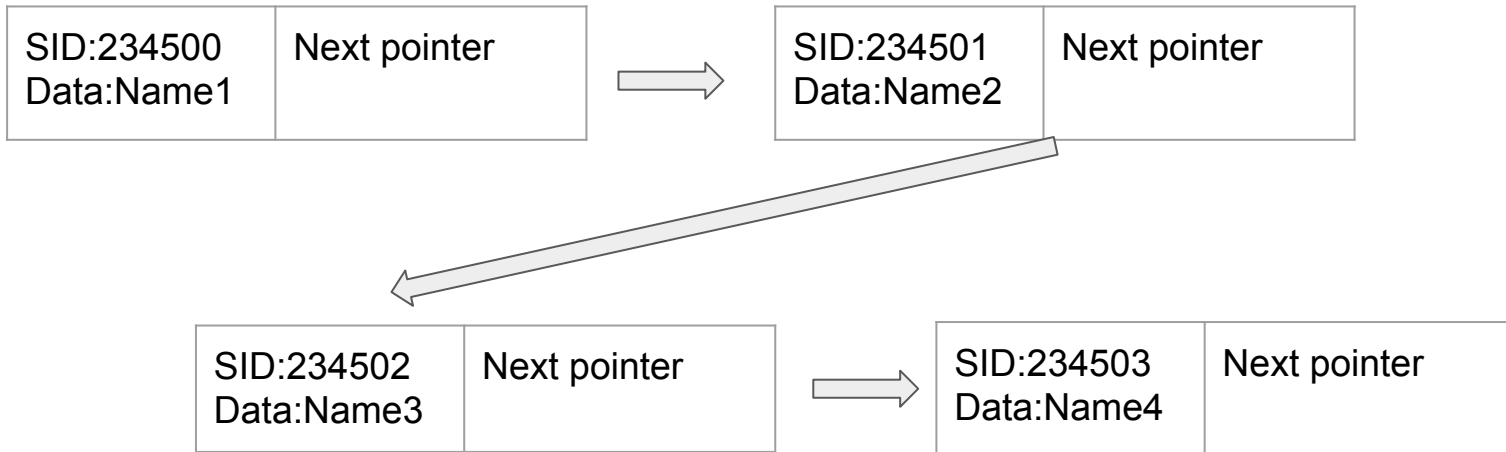 SID:234500
Data:Name1
Next pointer
SID:234501
Data:Name2
Next pointer
SID:234502
Data:Name3
Next pointer
SID:234503
Data:Name4
Next pointer